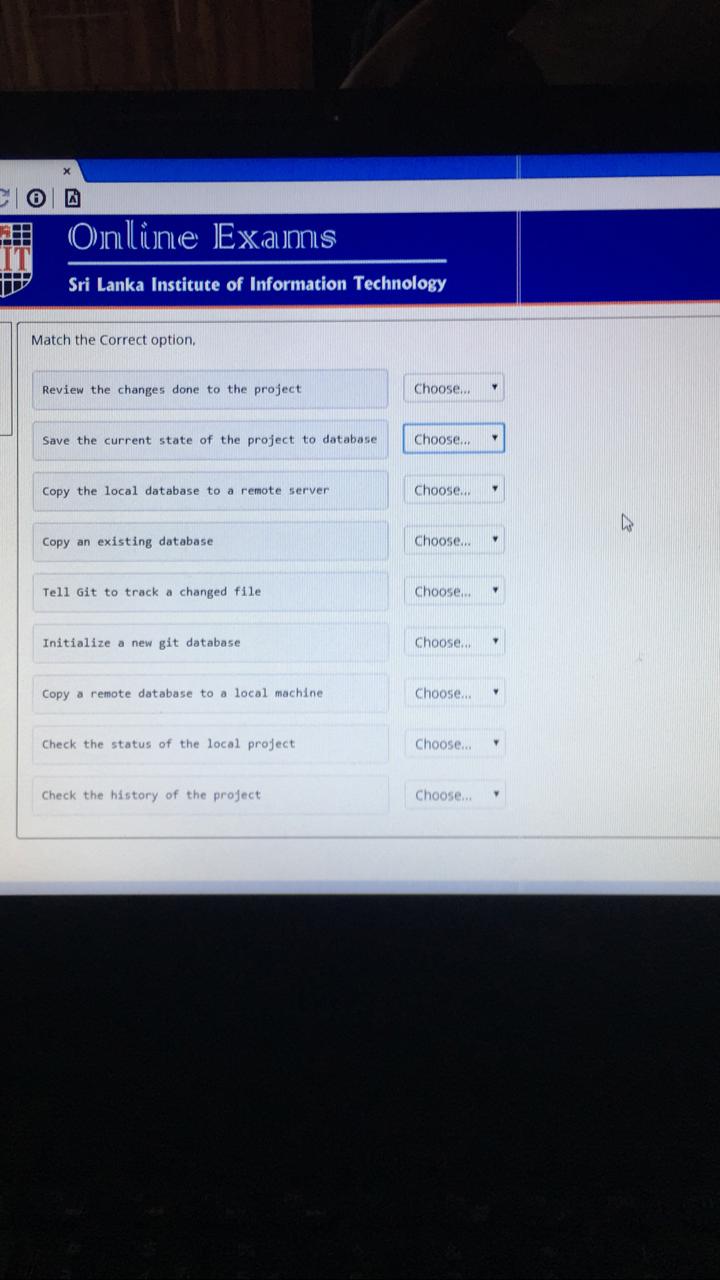 IT
Online Exams
Sri Lanka Institute of Information Technology
Match the Correct option,
Review the changes done to the project Choose...
Save the current state of the project to database Choose...
Copy the local database to a remote server Choose...
Copy an existing database Choose...
Tell Git to track a changed file Choose...
Initialize a new git database Choose...
Copy a remote database to a local machine Choose...
Check the status of the local project Choose...
Check the history of the project Choose...